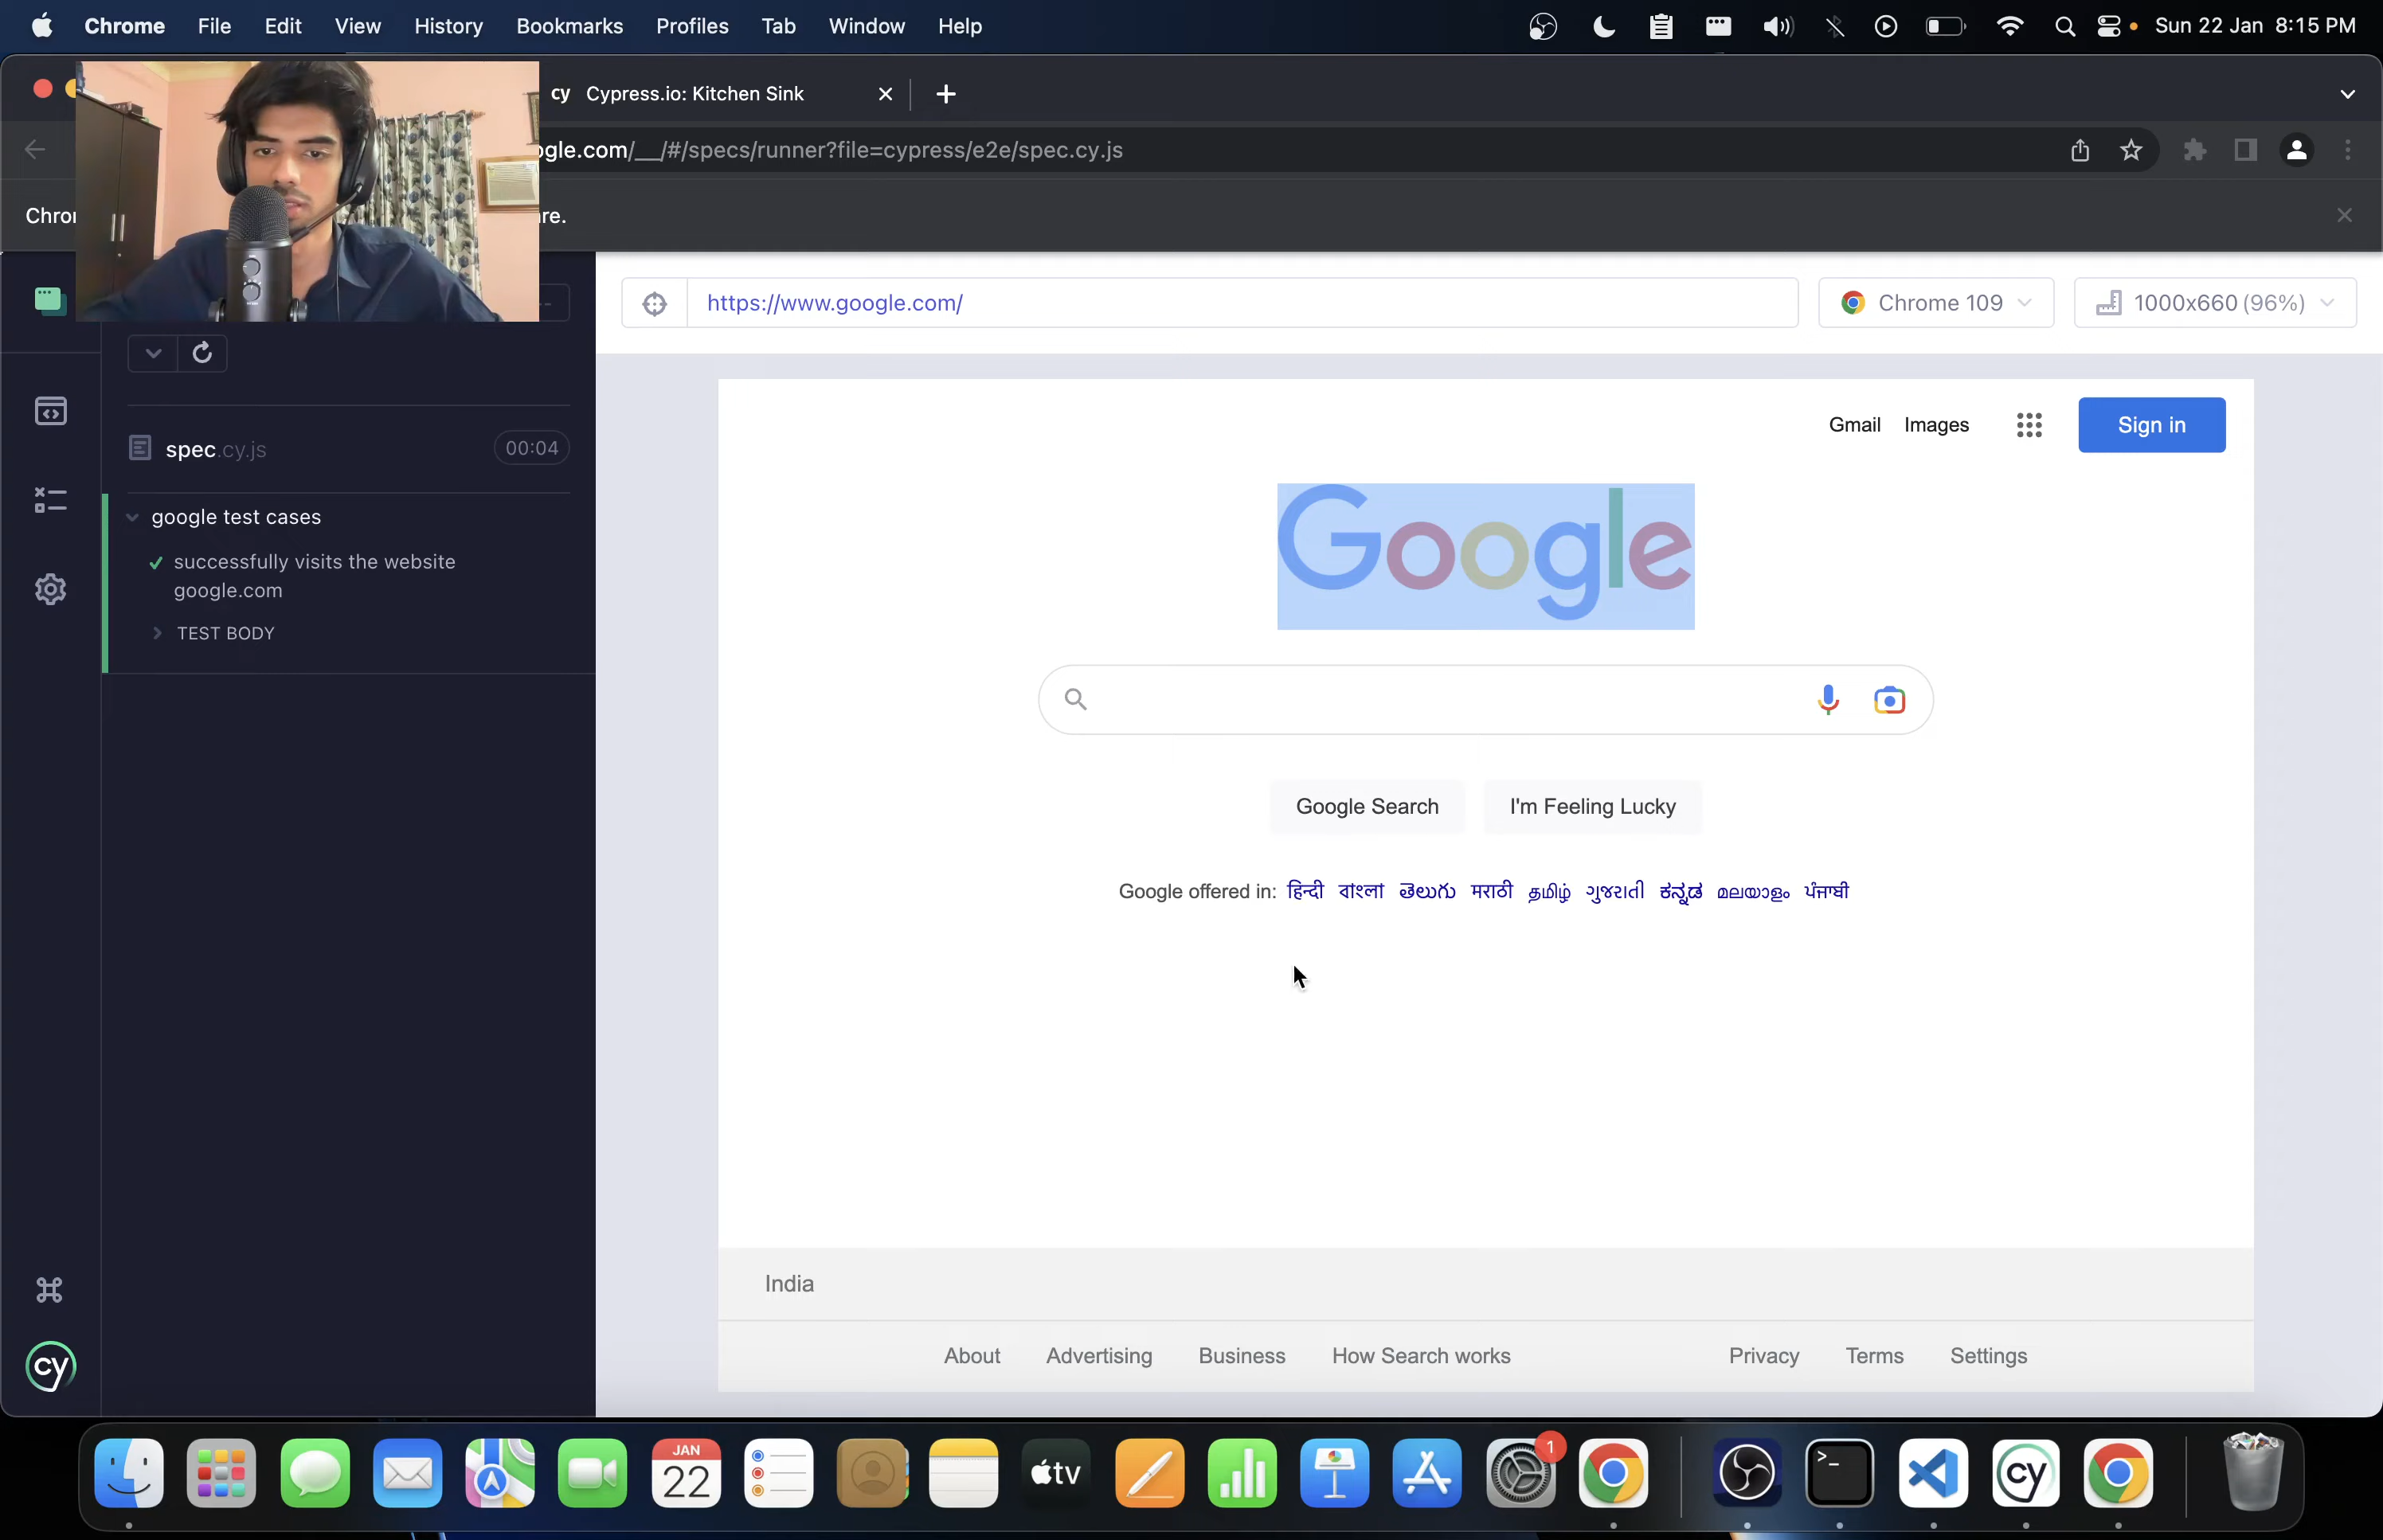 Chrome File Edit View History Bookmarks Profiles Tab Window Help
Sun 22 Jan 8:15 PM
cy Cypress.io: Kitchen Sink
gle.com/__/#/specs/runner?file=cypress/e2e/spec.cy.js
https://www.google.com/
Chrome 109
1000x660 (96%)
spec.cy.js 00:04
google test cases
successfully visits the website
google.com
TEST BODY
Gmail Images Sign in
Google
Google Search I'm Feeling Lucky
Google offered in: हिन्दी বাংলা తెలుగు मराठी தமிழ் ગુજરાતી ಕನ್ನಡ മലയാളം ਪੰਜਾਬੀ
India
About Advertising Business How Search works Privacy Terms Settings
cy
JAN
22
tv
1
>_
cy